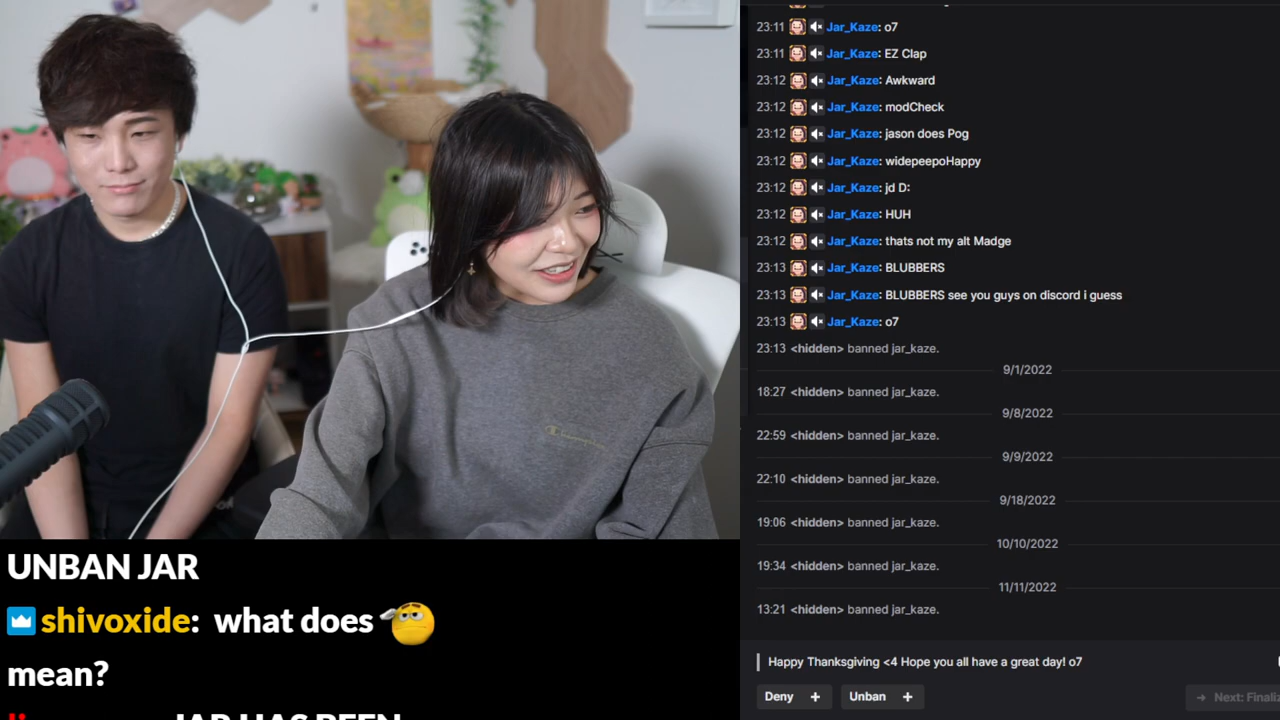 23:11 Jar_Kaze: o7
23:11 Jar_Kaze: EZ Clap
23:12 Jar_Kaze: Awkward
23:12 Jar_Kaze: modCheck
23:12 Jar_Kaze: jason does Pog
23:12 Jar_Kaze: widepeepoHappy
23:12 Jar_Kaze: jd D:
23:12 Jar_Kaze: HUH
23:12 Jar_Kaze: thats not my alt Madge
23:13 Jar_Kaze: BLUBBERS
23:13 Jar_Kaze: BLUBBERS see you guys on discord i guess
23:13 Jar_Kaze: o7
23:13 <hidden> banned jar_kaze.
9/1/2022
18:27 <hidden> banned jar_kaze.
9/8/2022
22:59 <hidden> banned jar_kaze.
9/9/2022
22:10 <hidden> banned jar_kaze.
9/18/2022
19:06 <hidden> banned jar_kaze.
10/10/2022
19:34 <hidden> banned jar_kaze.
11/11/2022
13:21 <hidden> banned jar_kaze.
Happy Thanksgiving <4 Hope you all have a great day! o7
Deny + Unban + → Next: Finaliz
Champion
UNBAN JAR
shivoxide: what does
mean?
JAR HAS BEEN